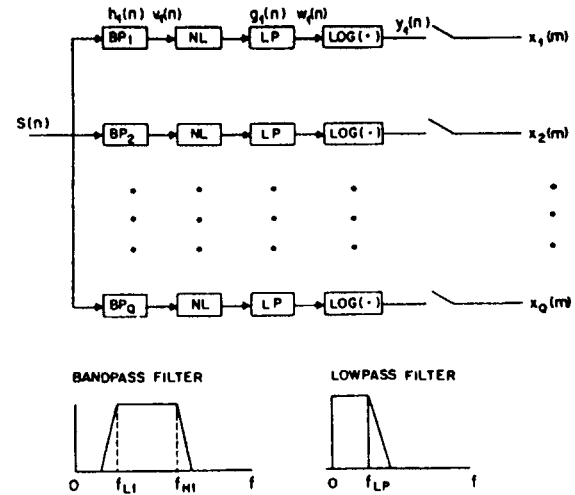 h₁(n) v₁(n) g₁(n) w₁(n) y₁(n)
BP₁ NL LP LOG(·) x₁(m)
S(n)
BP₂ NL LP LOG(·) x₂(m)
BP_Q NL LP LOG(·) x_Q(m)
BANDPASS FILTER LOWPASS FILTER
0 f_L1 f_H1 f 0 f_LP f